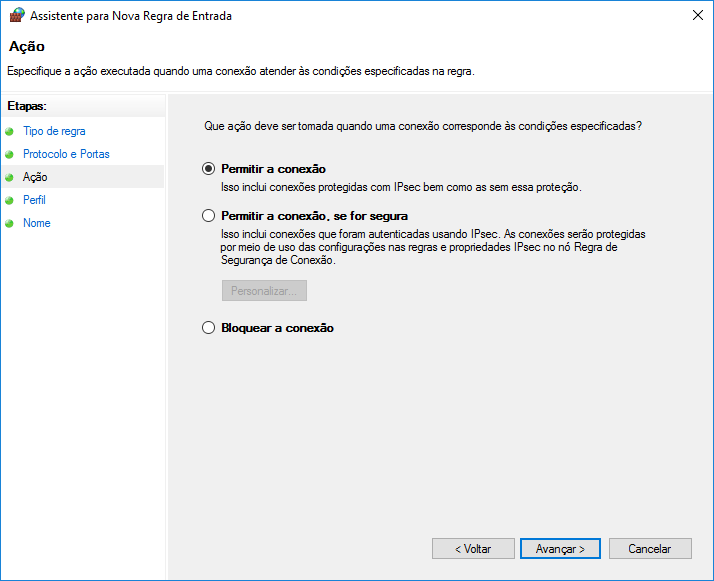 Assistente para Nova Regra de Entrada
Ação
Especifique a ação executada quando uma conexão atender às condições especificadas na regra.
Etapas:
Tipo de regra
Protocolo e Portas
Ação
Perfil
Nome
Que ação deve ser tomada quando uma conexão corresponde às condições especificadas?
Permitir a conexão
Isso inclui conexões protegidas com IPsec bem como as sem essa proteção.
Permitir a conexão, se for segura
Isso inclui conexões que foram autenticadas usando IPsec. As conexões serão protegidas
por meio de uso das configurações nas regras e propriedades IPsec no nó Regra de
Segurança de Conexão.
Personalizar...
Bloquear a conexão
< Voltar
Avançar >
Cancelar